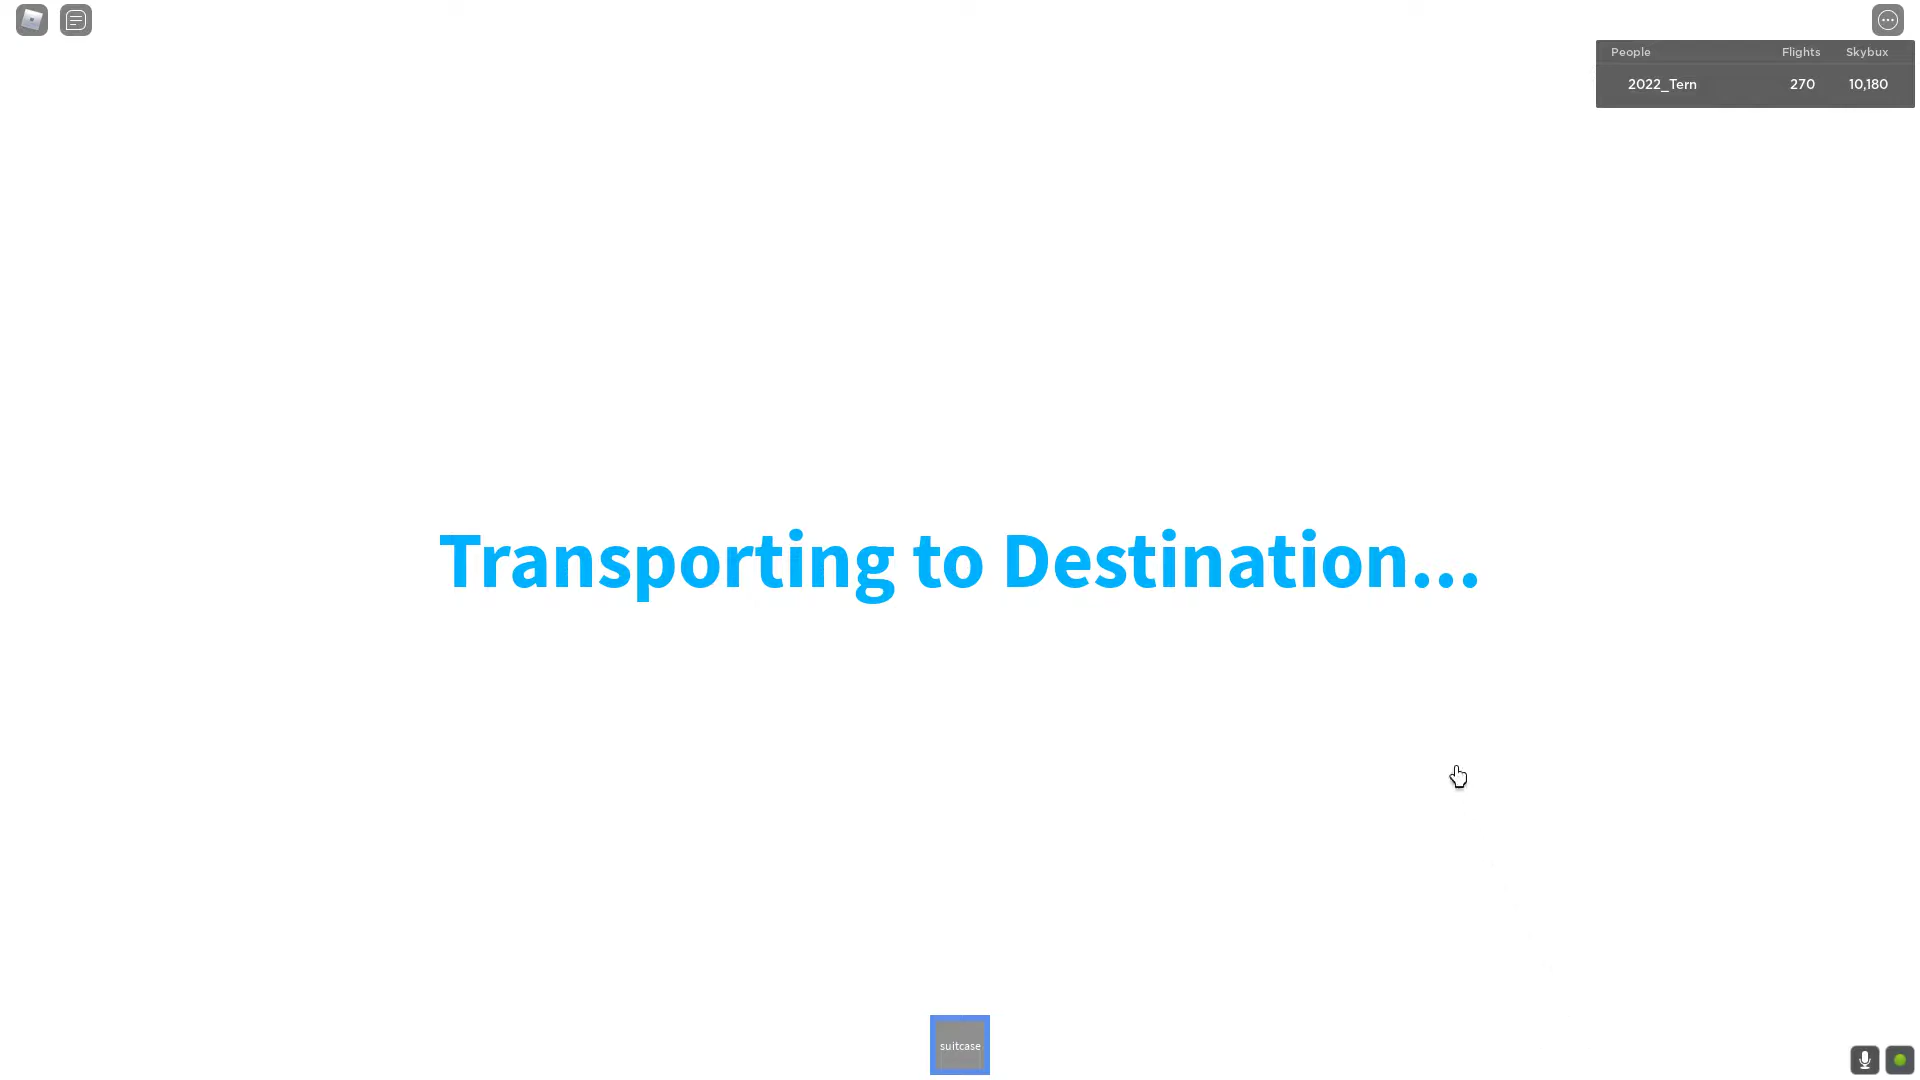 People Flights Skybux
2022_Tern 270 10,180
Transporting to Destination...
suitcase